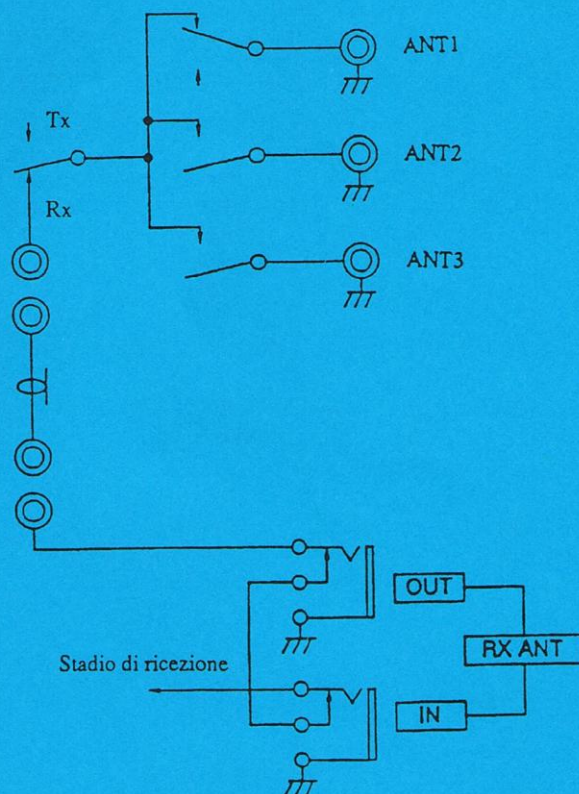 ANT1
Tx
ANT2
Rx
ANT3
OUT
RX ANT
Stadio di ricezione
IN